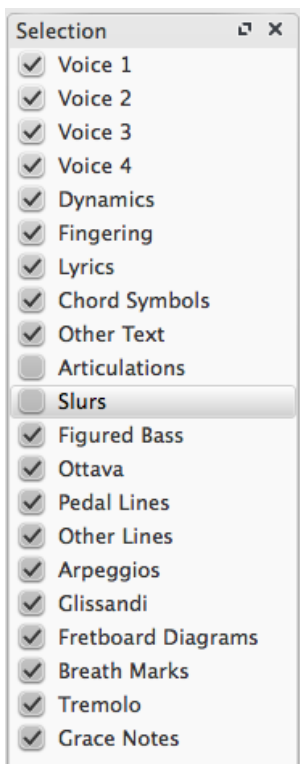 Selection
Voice 1
Voice 2
Voice 3
Voice 4
Dynamics
Fingering
Lyrics
Chord Symbols
Other Text
Articulations
Slurs
Figured Bass
Ottava
Pedal Lines
Other Lines
Arpeggios
Glissandi
Fretboard Diagrams
Breath Marks
Tremolo
Grace Notes